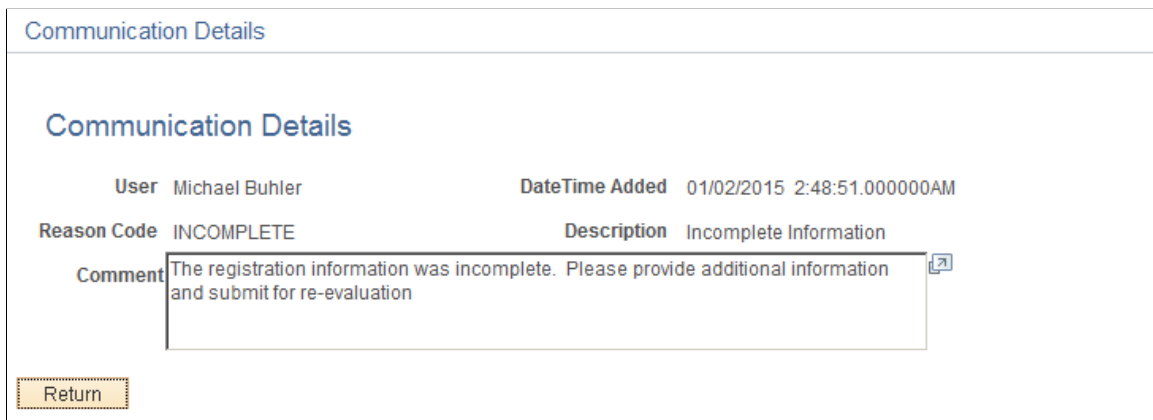 Communication Details
Communication Details
User Michael Buhler DateTime Added 01/02/2015 2:48:51.000000AM
Reason Code INCOMPLETE Description Incomplete Information
Comment The registration information was incomplete. Please provide additional information
and submit for re-evaluation
Return